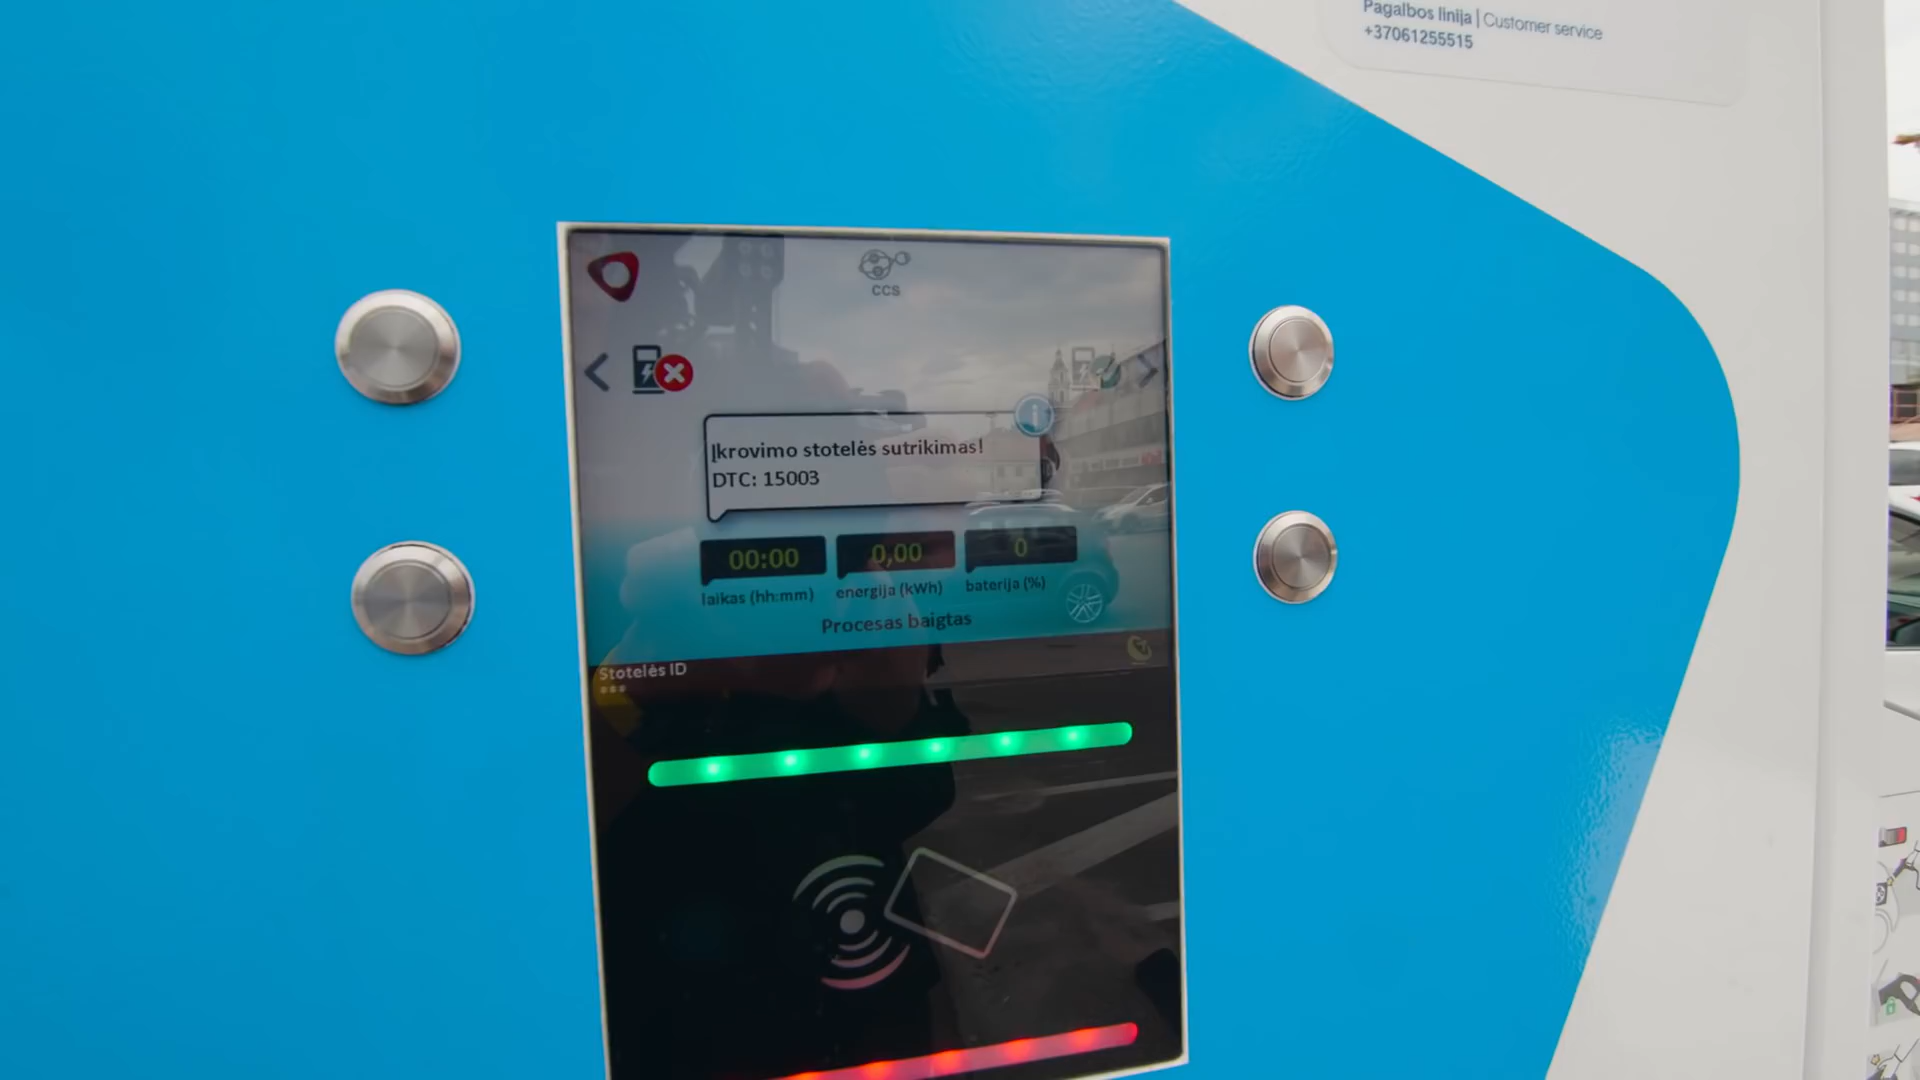 Pagalbos linija | Customer service
+37061255515
CCS
Įkrovimo stotelės sutrikimas!
DTC: 15003
00:00 0,00 0
laikas (hh:mm) energija (kWh) baterija (%)
Procesas baigtas
Stotelės ID
***